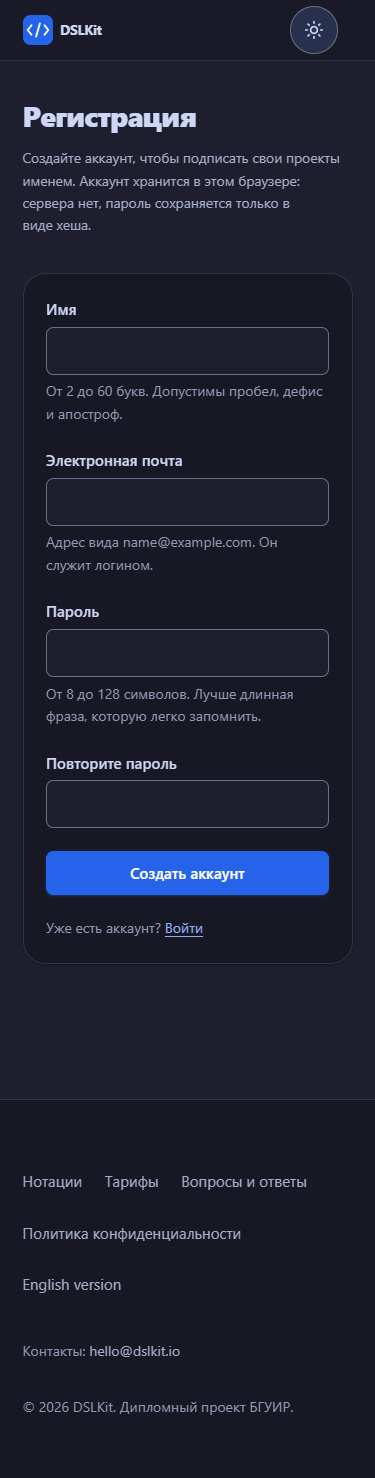 DSLKit
Регистрация
Создайте аккаунт, чтобы подписать свои проекты
именем. Аккаунт хранится в этом браузере:
сервера нет, пароль сохраняется только в
виде хеша.
Имя
От 2 до 60 букв. Допустимы пробел, дефис
и апостроф.
Электронная почта
Адрес вида name@example.com. Он
служит логином.
Пароль
От 8 до 128 символов. Лучше длинная
фраза, которую легко запомнить.
Повторите пароль
Создать аккаунт
Уже есть аккаунт? Войти
Нотации Тарифы Вопросы и ответы
Политика конфиденциальности
English version
Контакты: hello@dslkit.io
© 2026 DSLKit. Дипломный проект БГУИР.